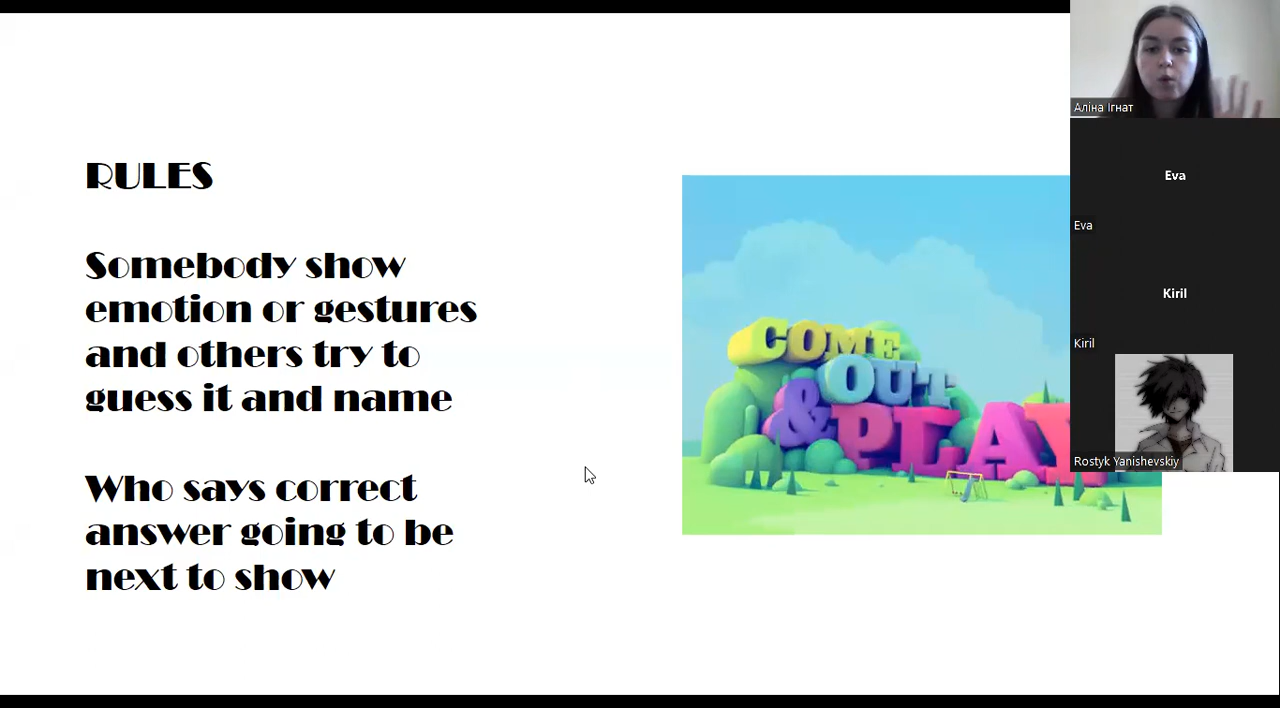 RULES
Somebody show
emotion or gestures
and others try to
guess it and name
Who says correct
answer going to be
next to show
COME
OUT
& PLAY
Аліна Ігнат
Eva
Eva
Kiril
Kiril
Rostyk Yanishevskiy